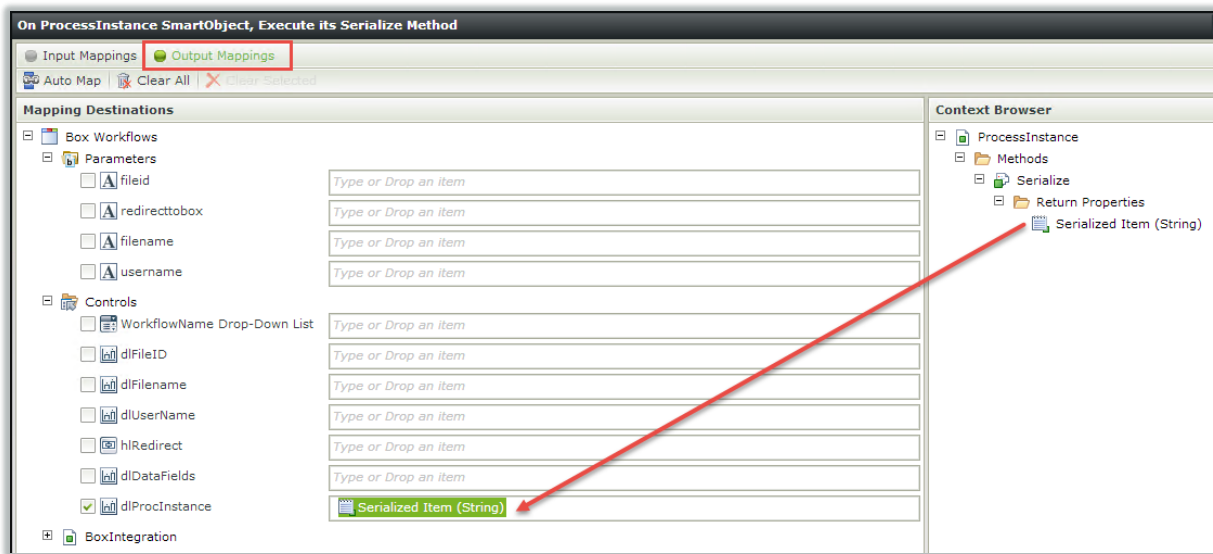 On ProcessInstance SmartObject, Execute its Serialize Method
Input Mappings Output Mappings
Auto Map Clear All Clear Selected
Mapping Destinations
Box Workflows
Parameters
fileid Type or Drop an item
redirecttobox Type or Drop an item
filename Type or Drop an item
username Type or Drop an item
Controls
WorkflowName Drop-Down List Type or Drop an item
dlFileID Type or Drop an item
dlFilename Type or Drop an item
dlUserName Type or Drop an item
hlRedirect Type or Drop an item
dlDataFields Type or Drop an item
dlProcInstance Serialized Item (String)
BoxIntegration
Context Browser
ProcessInstance
Methods
Serialize
Return Properties
Serialized Item (String)